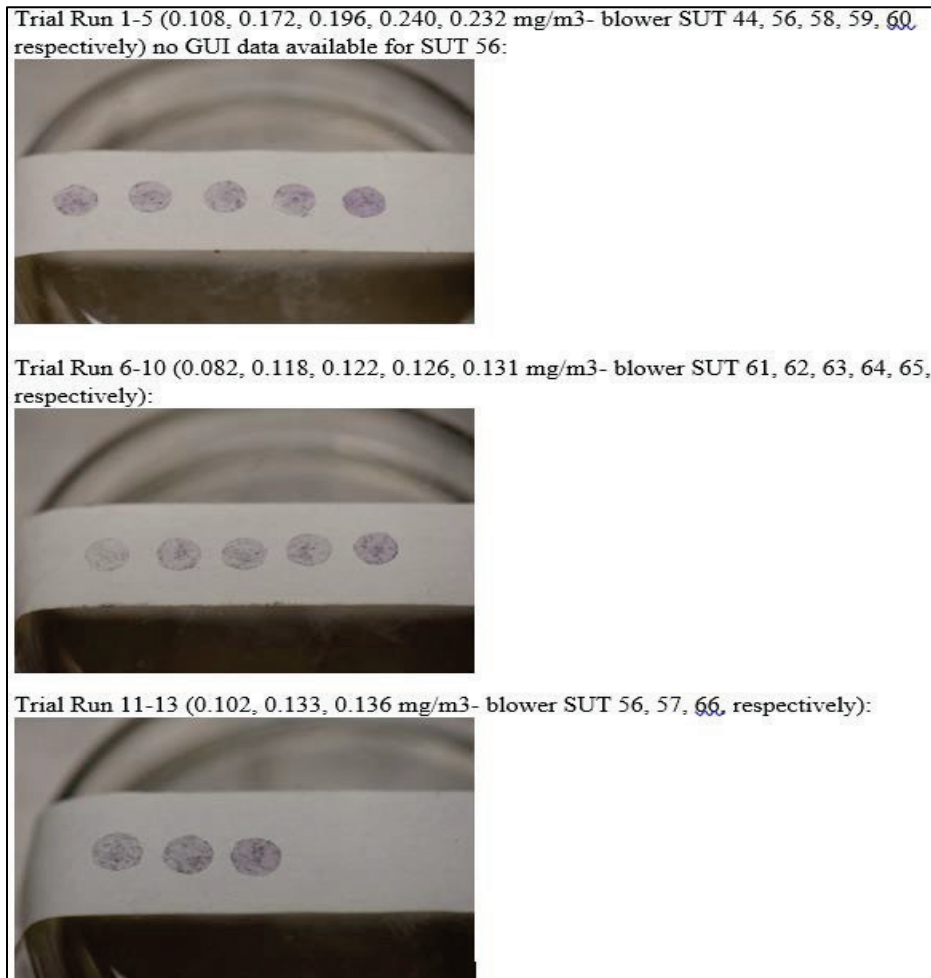 Trial Run 1-5 (0.108, 0.172, 0.196, 0.240, 0.232 mg/m3- blower SUT 44, 56, 58, 59, 60,
respectively) no GUI data available for SUT 56:
Trial Run 6-10 (0.082, 0.118, 0.122, 0.126, 0.131 mg/m3- blower SUT 61, 62, 63, 64, 65,
respectively):
Trial Run 11-13 (0.102, 0.133, 0.136 mg/m3- blower SUT 56, 57, 66, respectively):